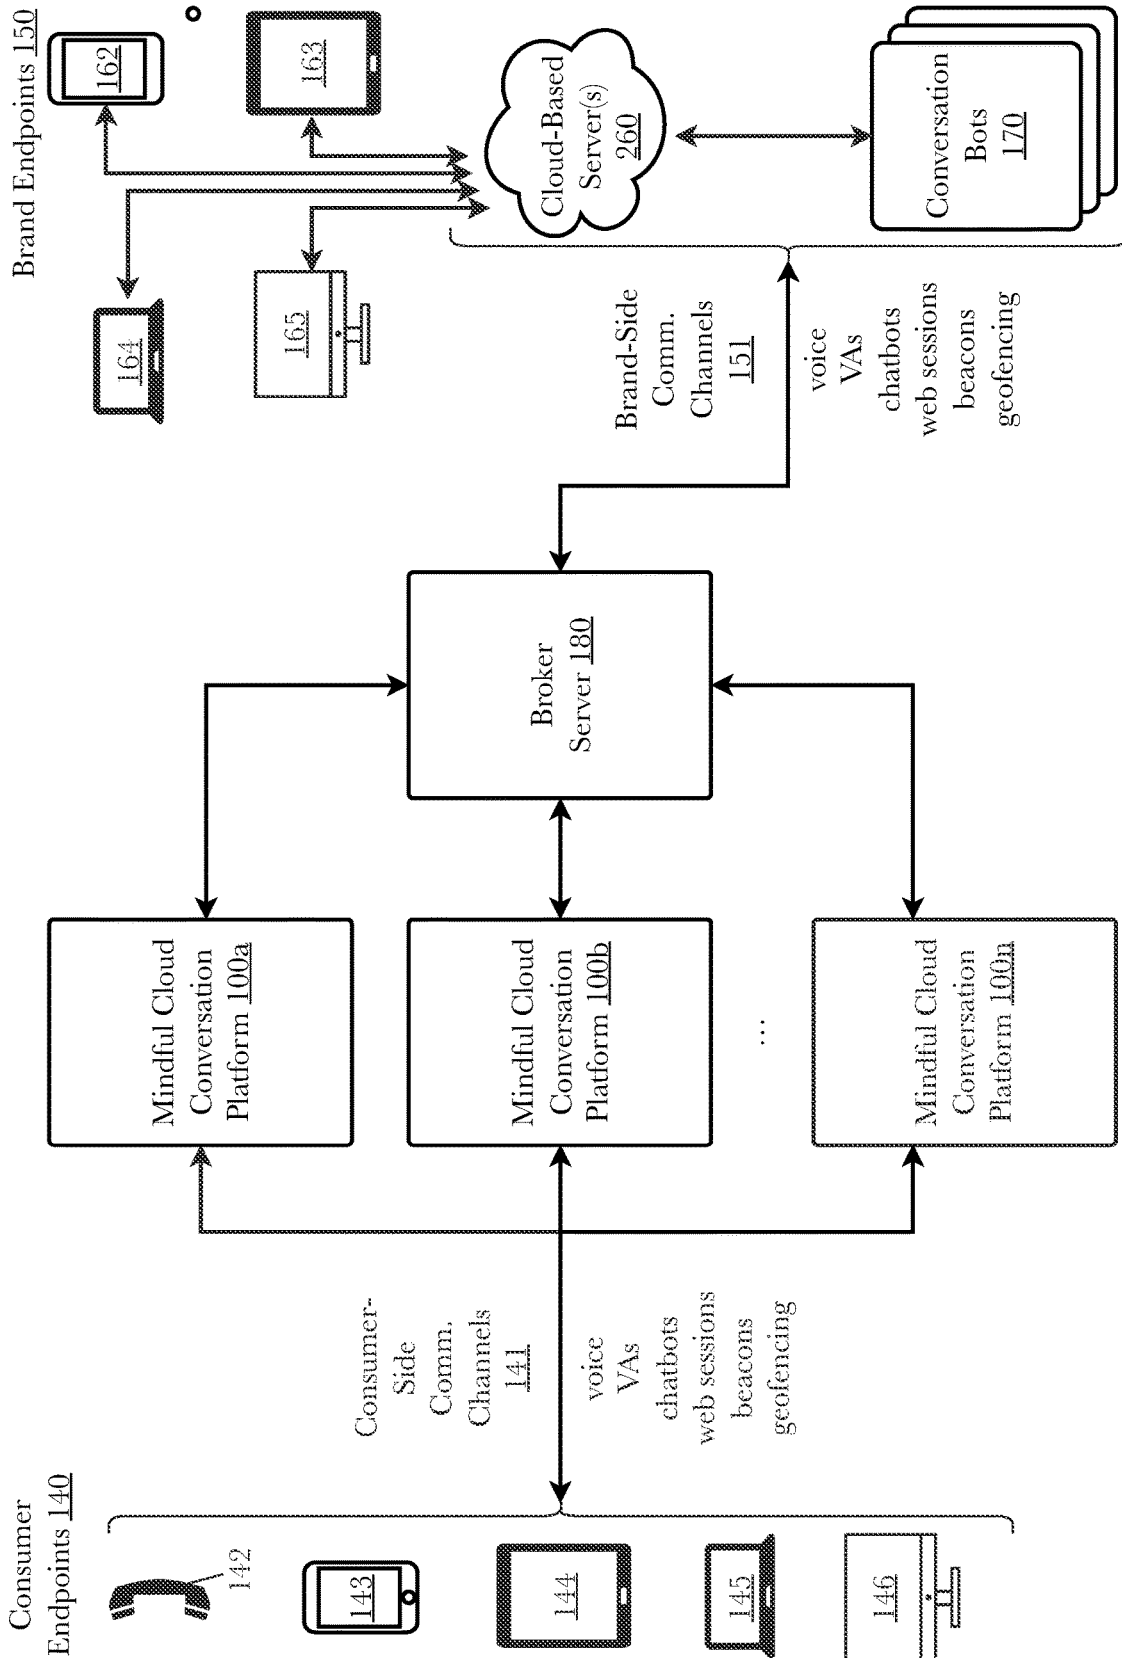 Consumer
Endpoints 140
142
143
144
145
146
Consumer-
Side
Comm.
Channels
141
voice
VAs
chatbots
web sessions
beacons
geofencing
Mindful Cloud
Conversation
Platform 100a
Mindful Cloud
Conversation
Platform 100b
...
Mindful Cloud
Conversation
Platform 100n
Broker
Server 180
Brand-Side
Comm.
Channels
151
voice
VAs
chatbots
web sessions
beacons
geofencing
Brand Endpoints 150
162
163
164
165
Cloud-Based
Server(s)
260
Conversation
Bots
170